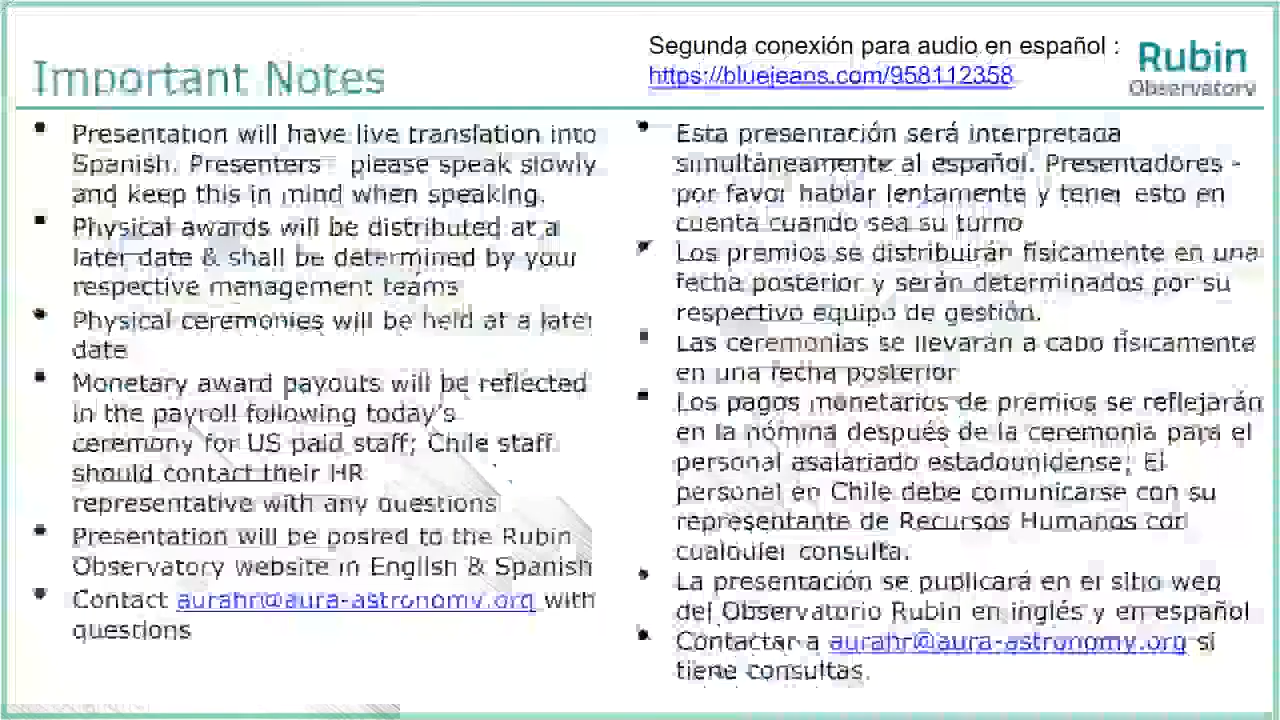 Important Notes
Segunda conexión para audio en español :
https://bluejeans.com/958112358
Rubin
Observatory
• Presentation will have live translation into
Spanish. Presenters - please speak slowly
and keep this in mind when speaking.
• Physical awards will be distributed at a
later date & shall be determined by your
respective management teams
• Physical ceremonies will be held at a later
date
• Monetary award payouts will be reflected
in the payroll following today's
ceremony for US paid staff; Chile staff
should contact their HR
representative with any questions
• Presentation will be posted to the Rubin
Observatory website in English & Spanish
• Contact aurahr@aura-astronomy.org with
questions
• Esta presentación será interpretada
simultáneamente al español. Presentadores -
por favor hablar lentamente y tener esto en
cuenta cuando sea su turno
• Los premios se distribuirán físicamente en una
fecha posterior y serán determinados por su
respectivo equipo de gestión.
• Las ceremonias se llevarán a cabo físicamente
en una fecha posterior
• Los pagos monetarios de premios se reflejarán
en la nómina después de la ceremonia para el
personal asalariado estadounidense; El
personal en Chile debe comunicarse con su
representante de Recursos Humanos con
cualquier consulta.
• La presentación se publicará en el sitio web
del Observatorio Rubin en inglés y en español
• Contactar a aurahr@aura-astronomy.org si
tiene consultas.